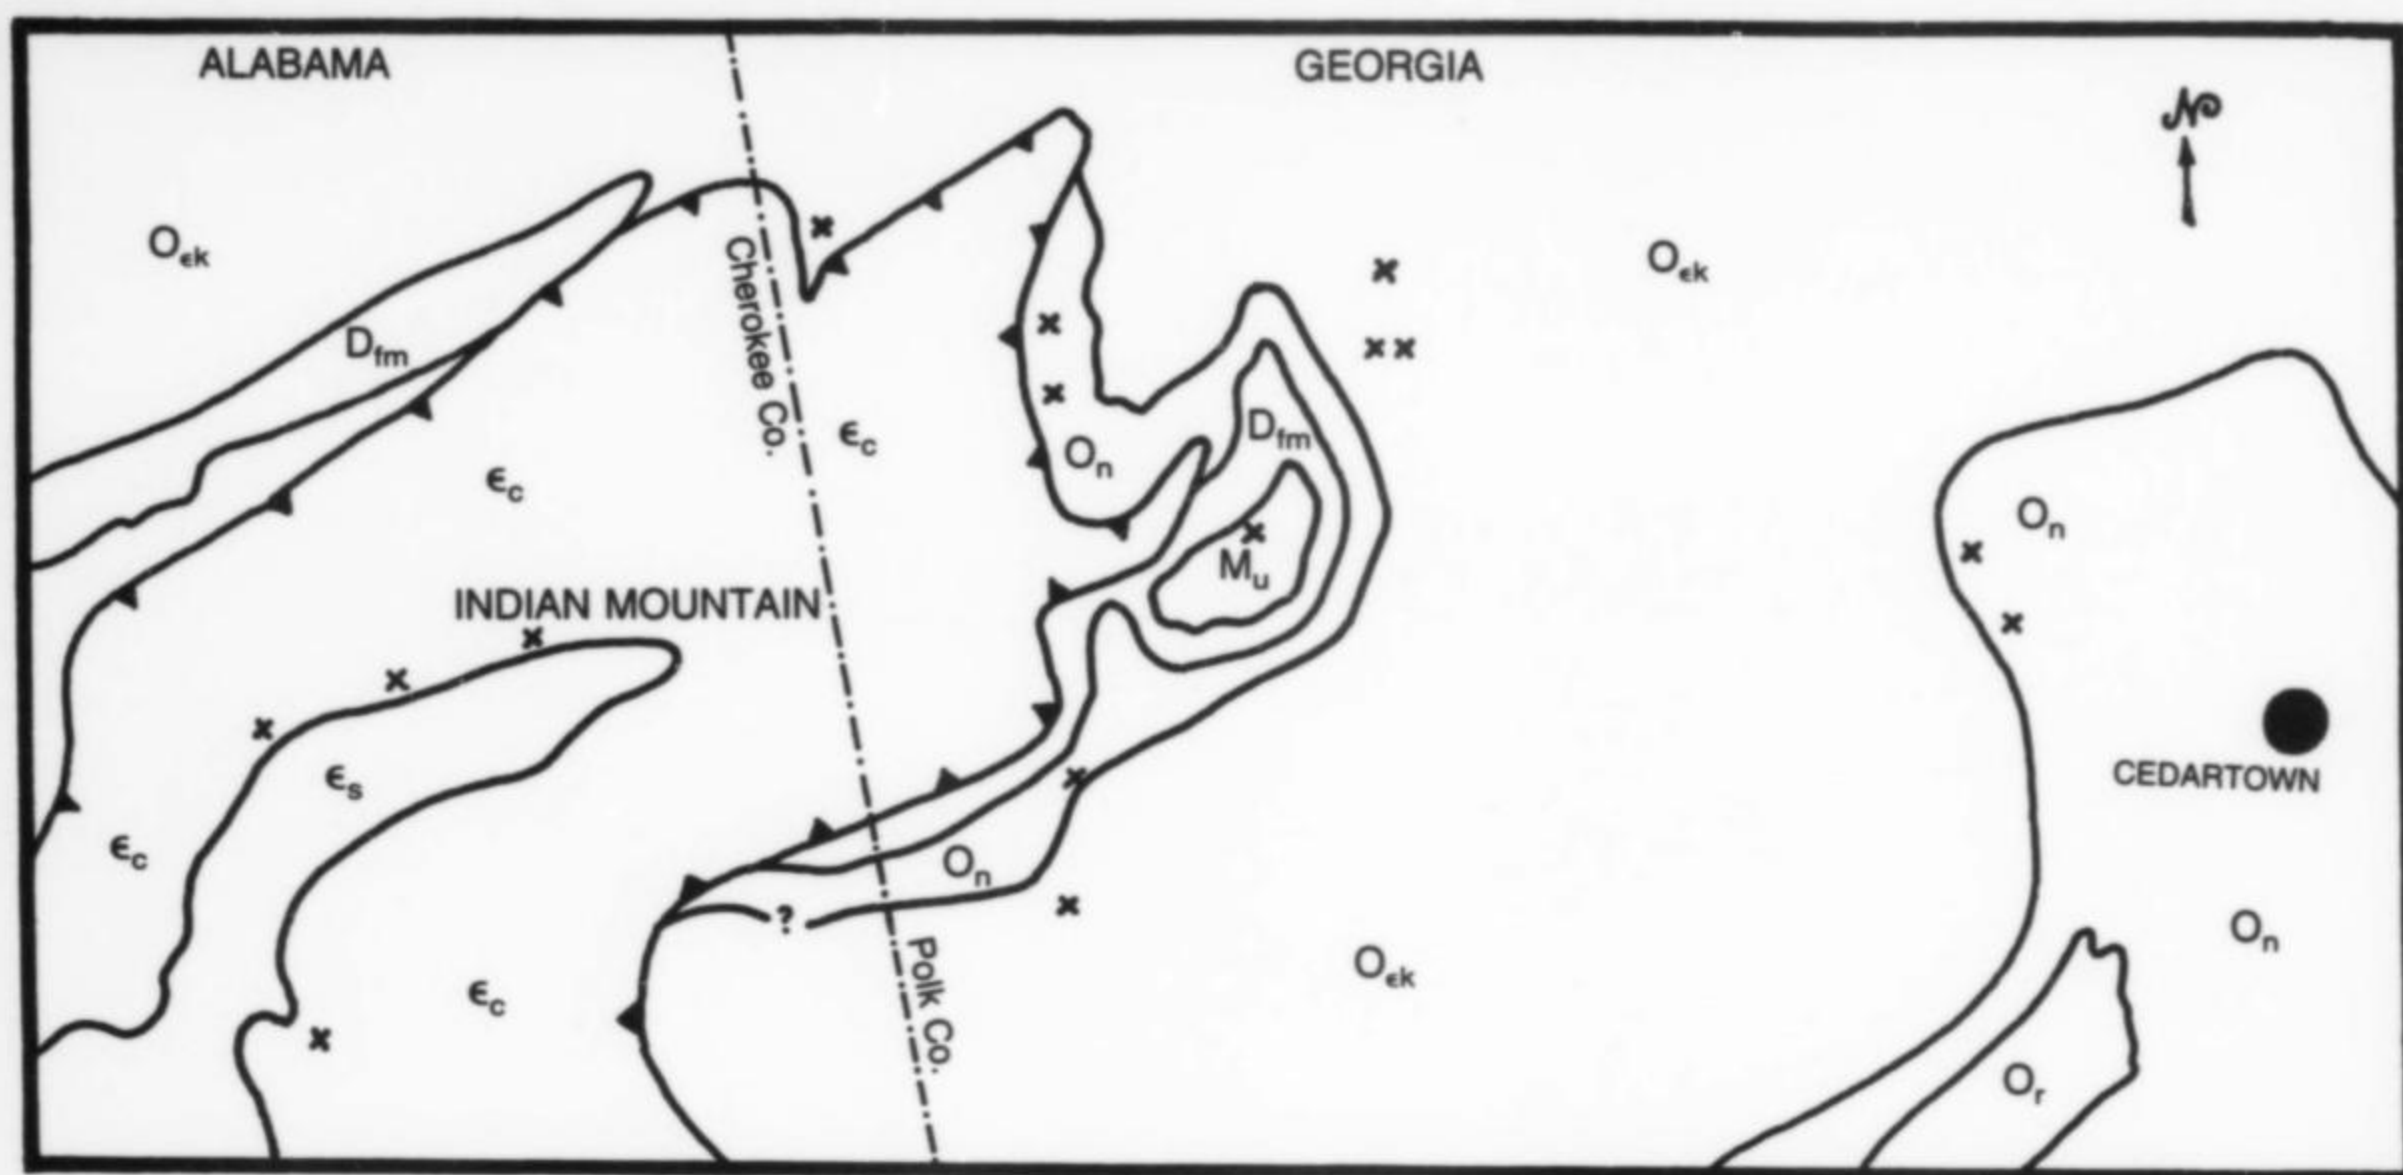 ALABAMA
GEORGIA
N
Oϵk
Oϵk
Dfm
Cherokee Co.
ϵc
ϵc
On
Dfm
On
Mu
INDIAN MOUNTAIN
ϵs
CEDARTOWN
ϵc
On
?
On
ϵc
Polk Co.
Oϵk
Or